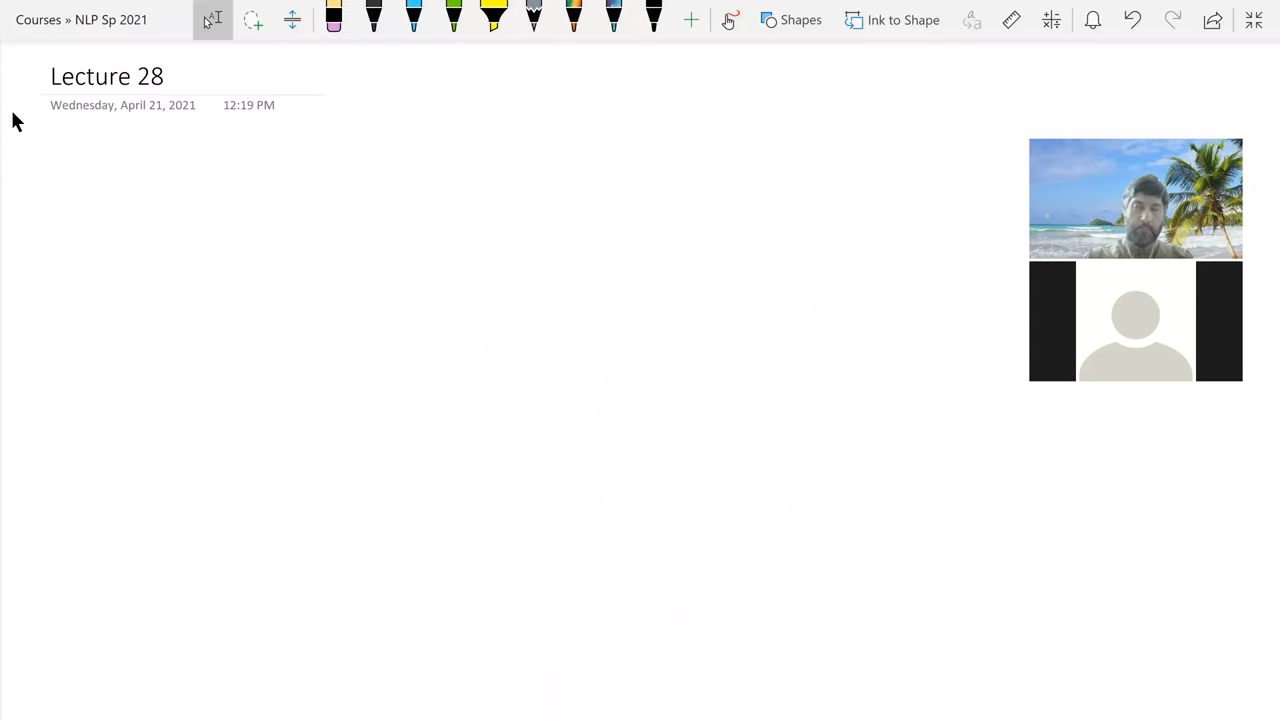 Courses » NLP Sp 2021
Shapes
Ink to Shape
Lecture 28
Wednesday, April 21, 2021 12:19 PM